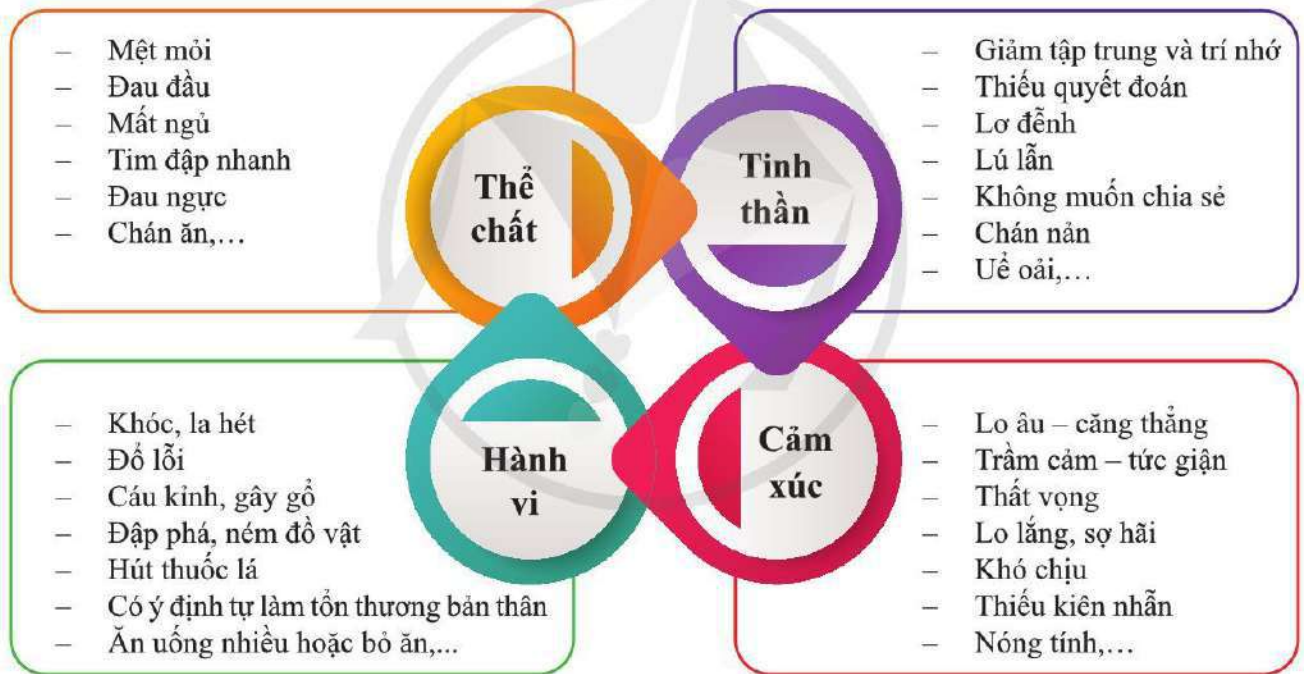 – Mệt mỏi
– Đau đầu
– Mất ngủ
– Tim đập nhanh
– Đau ngực
– Chán ăn,…
Thể
chất
Tinh
thần
– Giảm tập trung và trí nhớ
– Thiếu quyết đoán
– Lơ đễnh
– Lú lẫn
– Không muốn chia sẻ
– Chán nản
– Uể oải,…
– Khóc, la hét
– Đổ lỗi
– Cáu kỉnh, gây gổ
– Đập phá, ném đồ vật
– Hút thuốc lá
– Có ý định tự làm tổn thương bản thân
– Ăn uống nhiều hoặc bỏ ăn,...
Hành
vi
Cảm
xúc
– Lo âu – căng thẳng
– Trầm cảm – tức giận
– Thất vọng
– Lo lắng, sợ hãi
– Khó chịu
– Thiếu kiên nhẫn
– Nóng tính,…